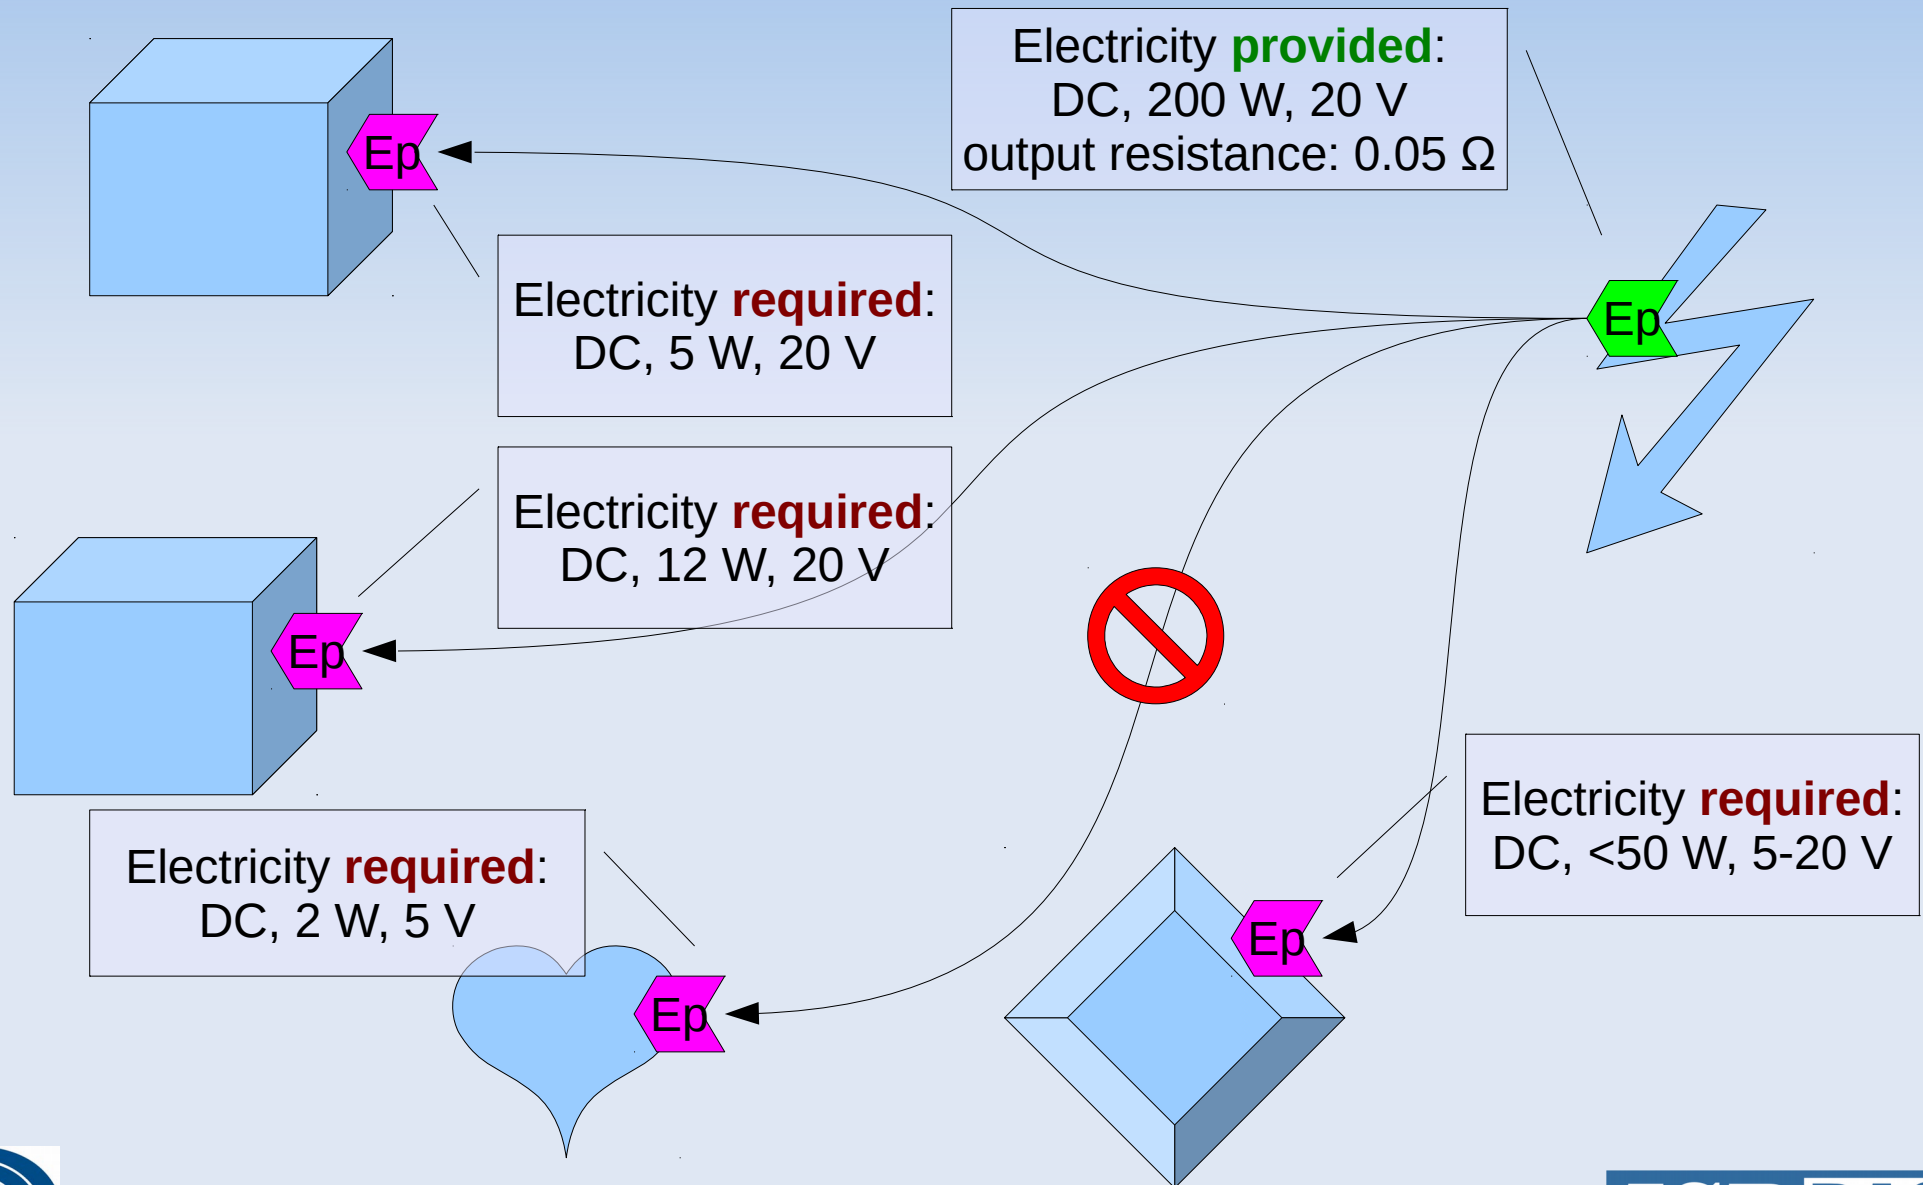 Electricity provided:
DC, 200 W, 20 V
output resistance: 0.05 Ω
Ep
Electricity required:
DC, 5 W, 20 V
Ep
Electricity required:
DC, 12 W, 20 V
Ep
Electricity required:
DC, <50 W, 5-20 V
Electricity required:
DC, 2 W, 5 V
Ep
Ep